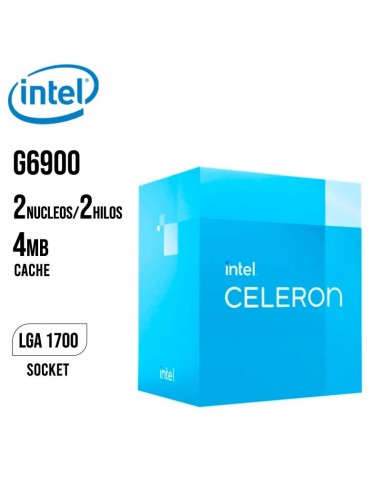 intel
G6900
2NUCLEOS/2HILOS
4MB
CACHE
LGA 1700
SOCKET
intel
CELERON
intel